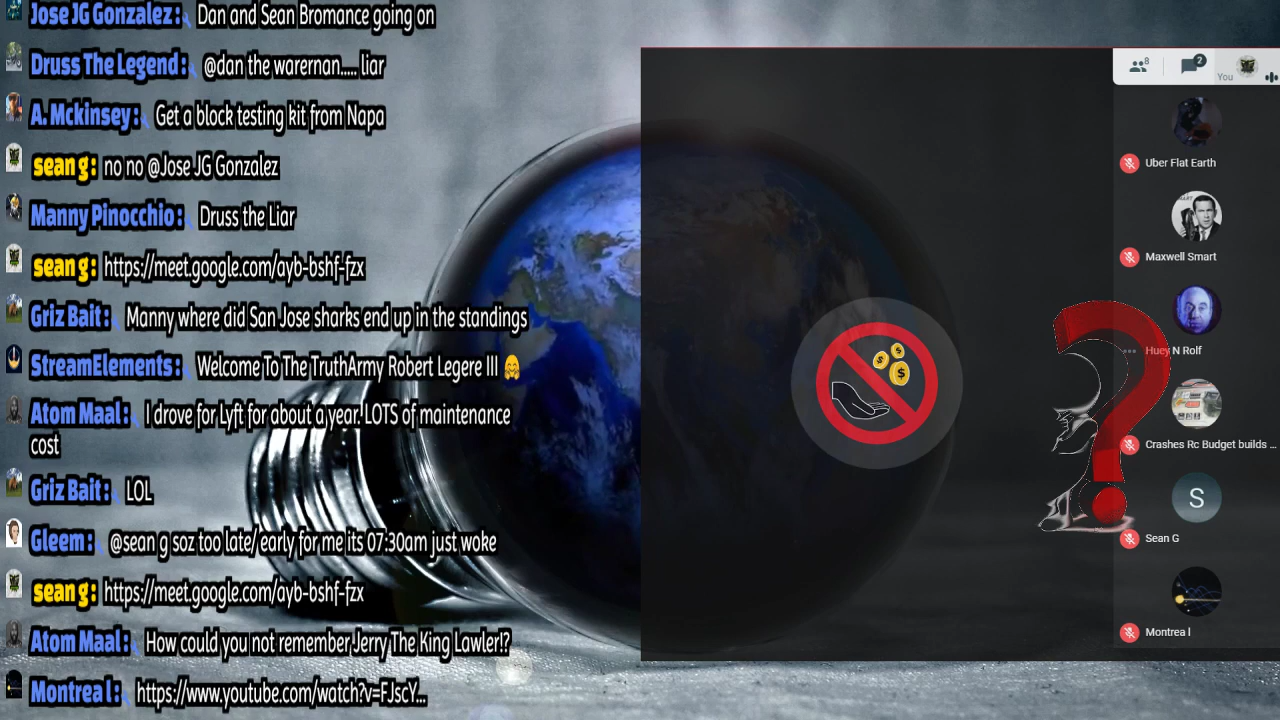 Jose JG Gonzalez: Dan and Sean Bromance going on
Druss The Legend: @dan the warernan..... liar
A. Mckinsey: Get a block testing kit from Napa
sean g: no no @Jose JG Gonzalez
Manny Pinocchio: Druss the Liar
sean g: https://meet.google.com/ayb-bshf-fzx
Griz Bait: Manny where did San Jose sharks end up in the standings
StreamElements: Welcome To The TruthArmy Robert Legere III 🤗
Atom Maal: I drove for Lyft for about a year! LOTS of maintenance
cost
Griz Bait: LOL
Gleem: @sean g soz too late/ early for me its 07:30am just woke
sean g: https://meet.google.com/ayb-bshf-fzx
Atom Maal: How could you not remember Jerry The King Lawler!?
Montrea l: https://www.youtube.com/watch?v=FJscY...
8
2
You
Uber Flat Earth
Maxwell Smart
Huey N Rolf
Crashes Rc Budget builds ...
S
Sean G
Montrea l
$
$
$
?